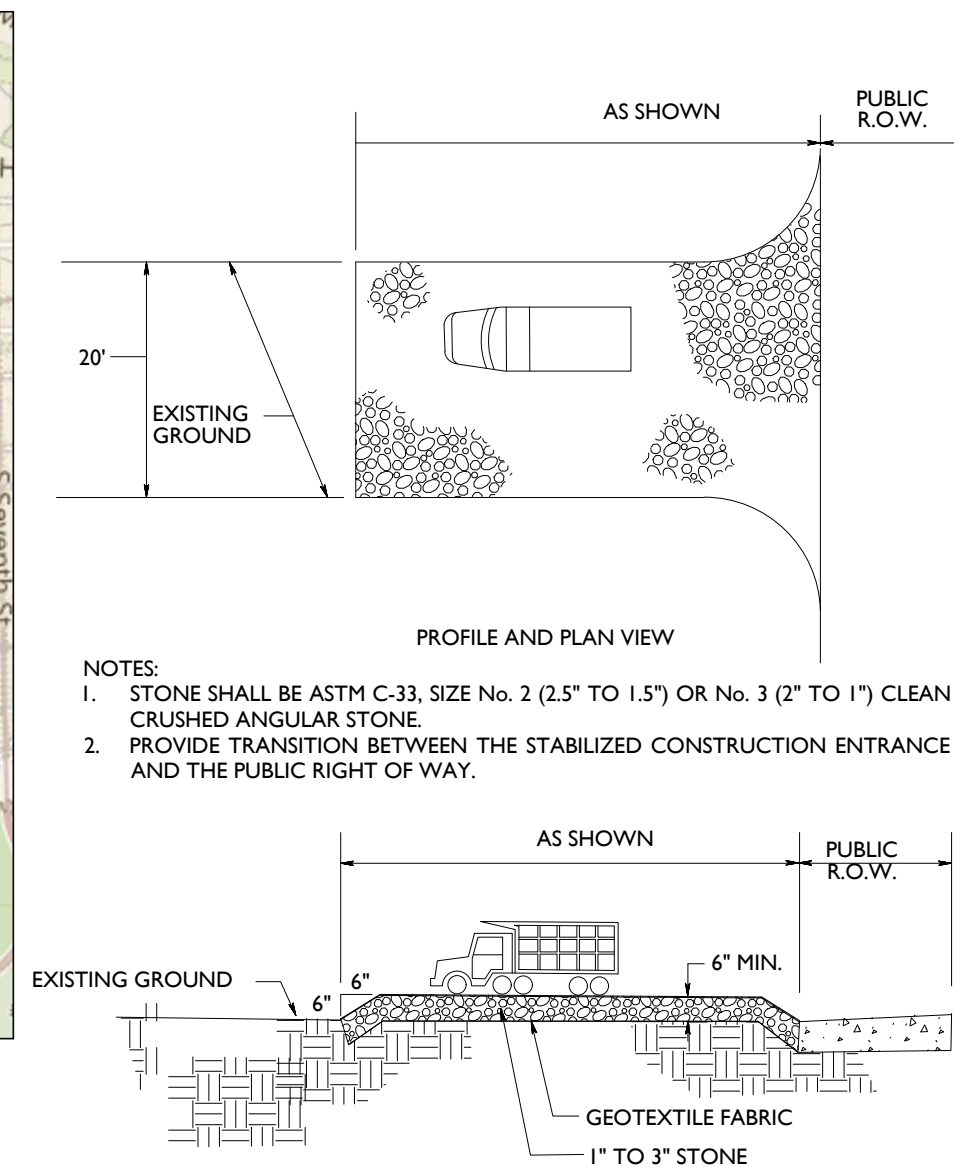 AS SHOWN
PUBLIC
R.O.W.
20'
EXISTING
GROUND
S Seventh St
PROFILE AND PLAN VIEW
NOTES:
1. STONE SHALL BE ASTM C-33, SIZE No. 2 (2.5" TO 1.5") OR No. 3 (2" TO 1") CLEAN
CRUSHED ANGULAR STONE.
2. PROVIDE TRANSITION BETWEEN THE STABILIZED CONSTRUCTION ENTRANCE
AND THE PUBLIC RIGHT OF WAY.
AS SHOWN
PUBLIC
R.O.W.
EXISTING GROUND
6"
6"
6" MIN.
GEOTEXTILE FABRIC
1" TO 3" STONE